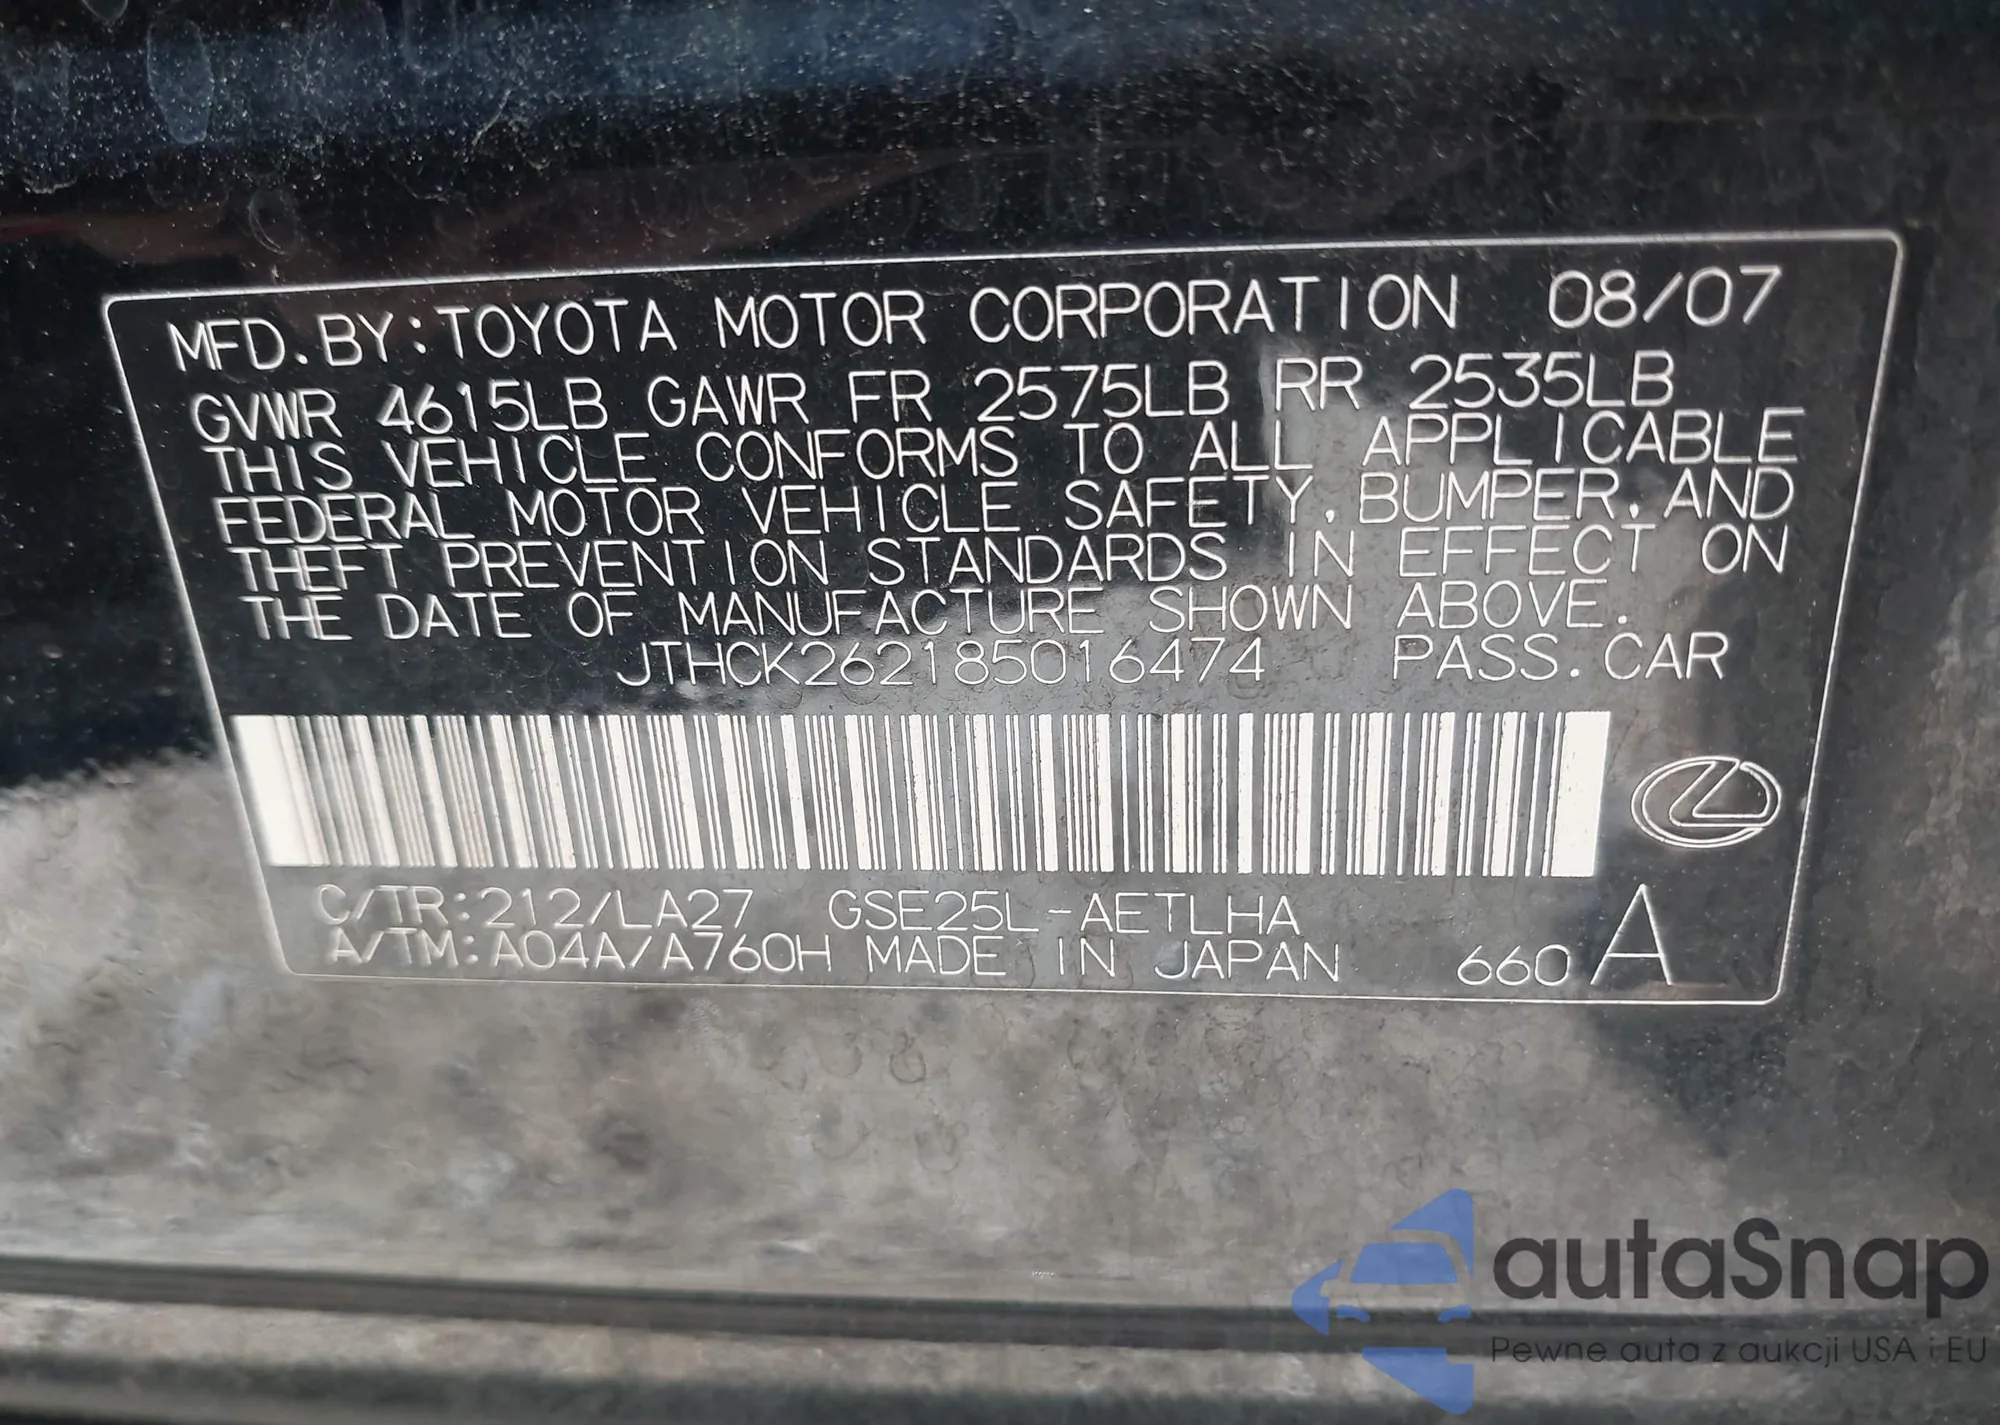 MFD. BY: TOYOTA MOTOR CORPORATION 08/07
GVWR 4615LB GAWR FR 2575LB RR 2535LB
THIS VEHICLE CONFORMS TO ALL APPLICABLE
FEDERAL MOTOR VEHICLE SAFETY, BUMPER, AND
THEFT PREVENTION STANDARDS IN EFFECT ON
THE DATE OF MANUFACTURE SHOWN ABOVE.
JTHCK262185016474 PASS. CAR
C/TR: 212/LA27 GSE25L-AETLHA
A/TM: A04A/A760H MADE IN JAPAN 660 A
autaSnap
Pewne auta z aukcji USA i EU